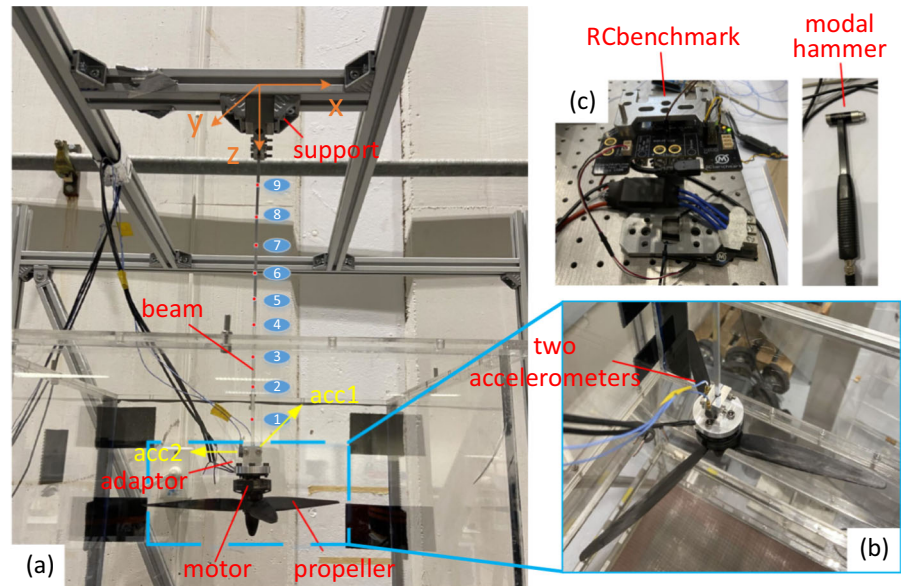 RCbenchmark
modal
hammer
(c)
x
y
z
support
9
8
7
6
5
4
3
2
1
beam
acc1
acc2
adaptor
motor
propeller
(a)
two
accelerometers
(b)